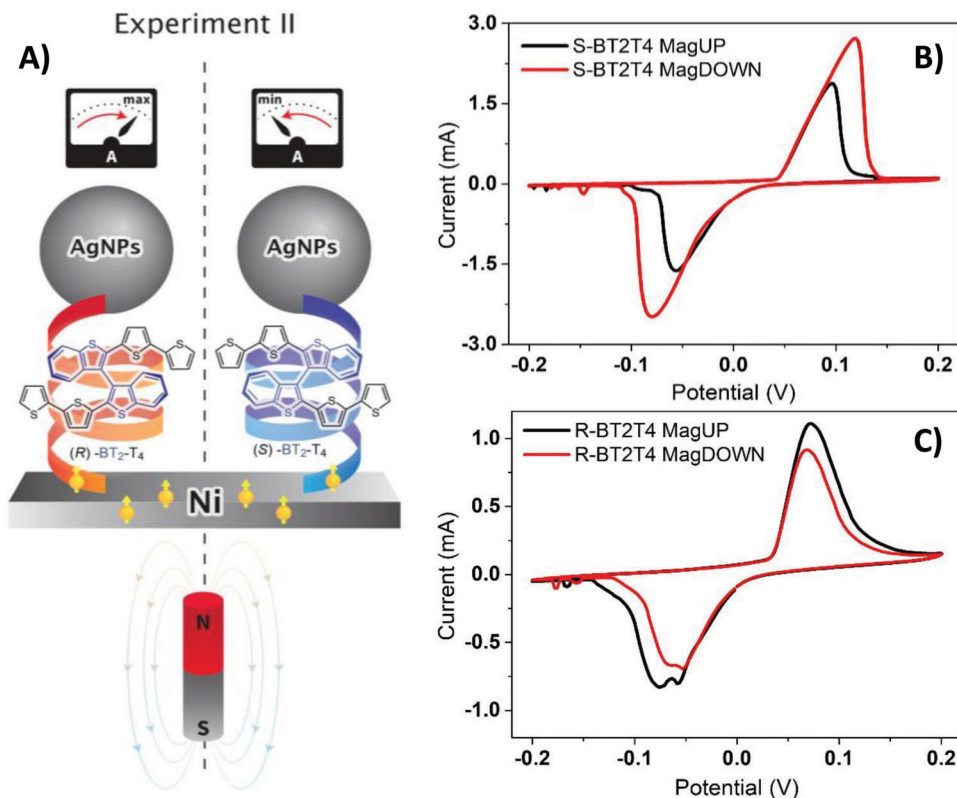 Experiment II
A)
max
A
min
A
AgNPs
AgNPs
S
S
S
S
S
S
S
S
S
S
S
S
(R) -BT2-T4
(S) -BT2-T4
Ni
N
S
B)
S-BT2T4 MagUP
S-BT2T4 MagDOWN
Current (mA)
3.0
1.5
0.0
-1.5
-3.0
-0.2 -0.1 0.0 0.1 0.2
Potential (V)
C)
R-BT2T4 MagUP
R-BT2T4 MagDOWN
Current (mA)
1.0
0.5
0.0
-0.5
-1.0
-0.2 -0.1 0.0 0.1 0.2
Potential (V)